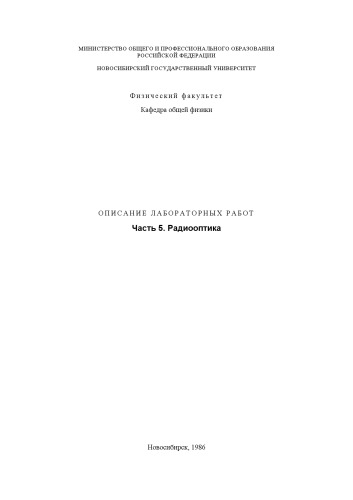 МИНИСТЕРСТВО ОБЩЕГО И ПРОФЕССИОНАЛЬНОГО ОБРАЗОВАНИЯ
РОССИЙСКОЙ ФЕДЕРАЦИИ
НОВОСИБИРСКИЙ ГОСУДАРСТВЕННЫЙ УНИВЕРСИТЕТ
Физический факультет
Кафедра общей физики
ОПИСАНИЕ ЛАБОРАТОРНЫХ РАБОТ
Часть 5. Радиооптика
Новосибирск, 1986